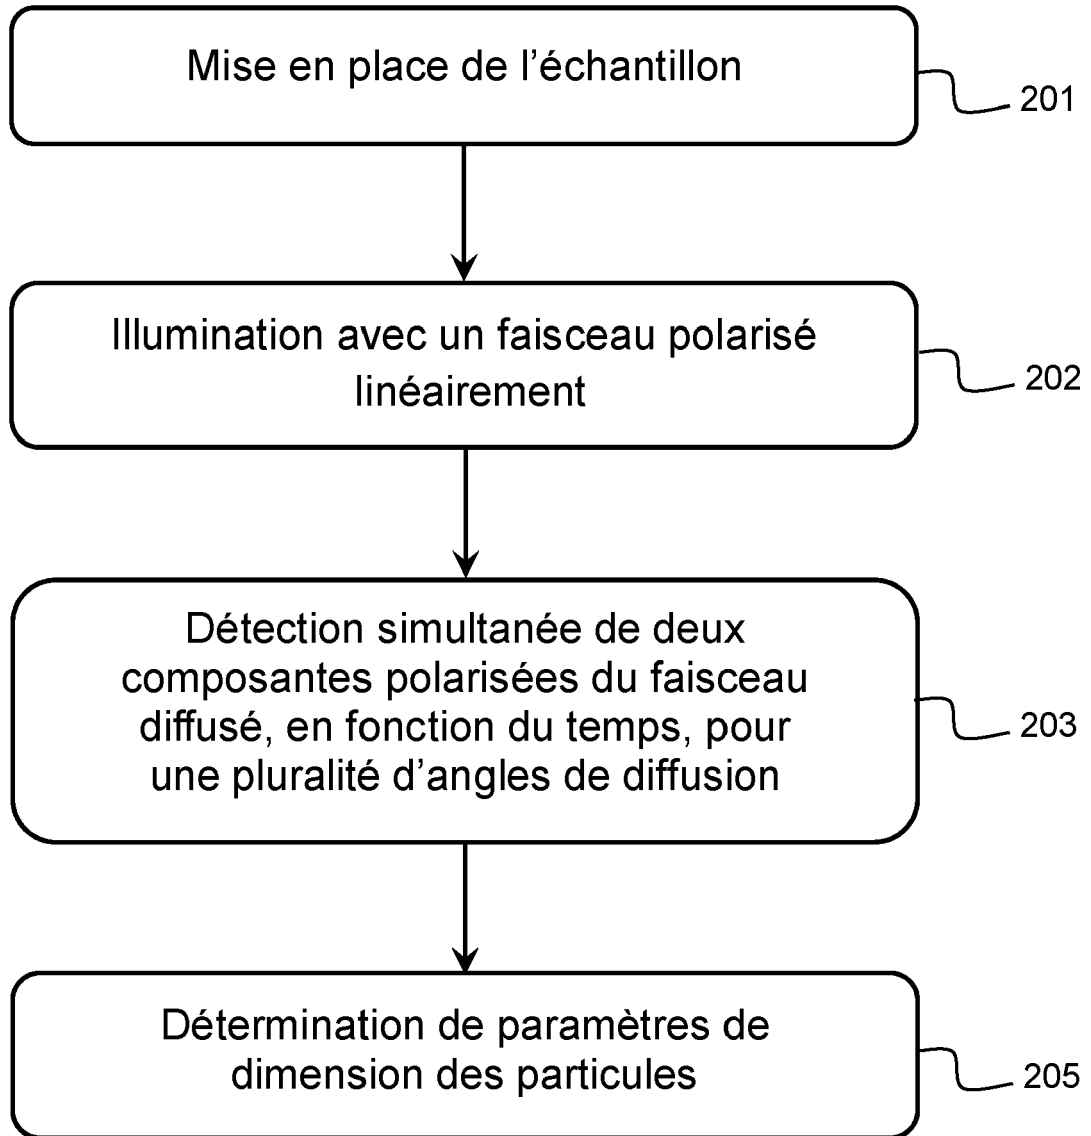 Mise en place de l’échantillon
201
Illumination avec un faisceau polarisé
linéairement
202
Détection simultanée de deux
composantes polarisées du faisceau
diffusé, en fonction du temps, pour
une pluralité d’angles de diffusion
203
Détermination de paramètres de
dimension des particules
205